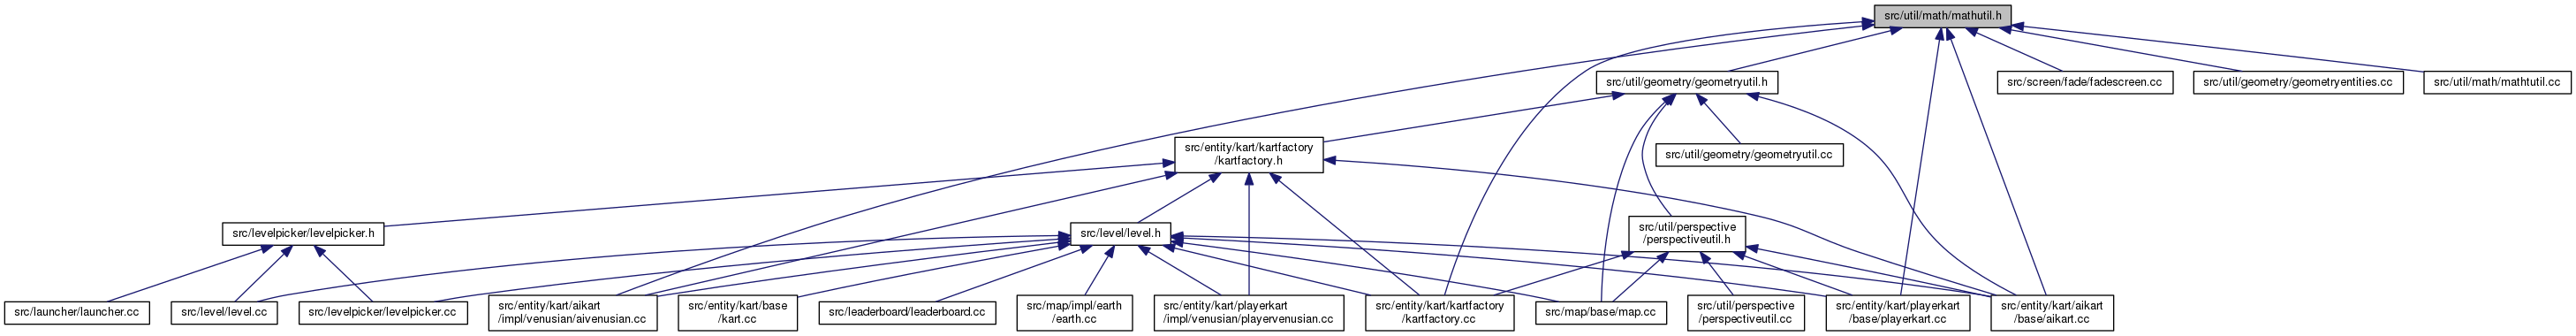 src/util/math/mathutil.h
src/util/geometry/geometryutil.h
src/screen/fade/fadescreen.cc
src/util/geometry/geometryentities.cc
src/util/math/mathtutil.cc
src/entity/kart/kartfactory
/kartfactory.h
src/util/geometry/geometryutil.cc
src/levelpicker/levelpicker.h
src/level/level.h
src/util/perspective
/perspectiveutil.h
src/launcher/launcher.cc
src/level/level.cc
src/levelpicker/levelpicker.cc
src/entity/kart/aikart
/impl/venusian/aivenusian.cc
src/entity/kart/base
/kart.cc
src/leaderboard/leaderboard.cc
src/map/impl/earth
/earth.cc
src/entity/kart/playerkart
/impl/venusian/playervenusian.cc
src/entity/kart/kartfactory
/kartfactory.cc
src/map/base/map.cc
src/util/perspective
/perspectiveutil.cc
src/entity/kart/playerkart
/base/playerkart.cc
src/entity/kart/aikart
/base/aikart.cc